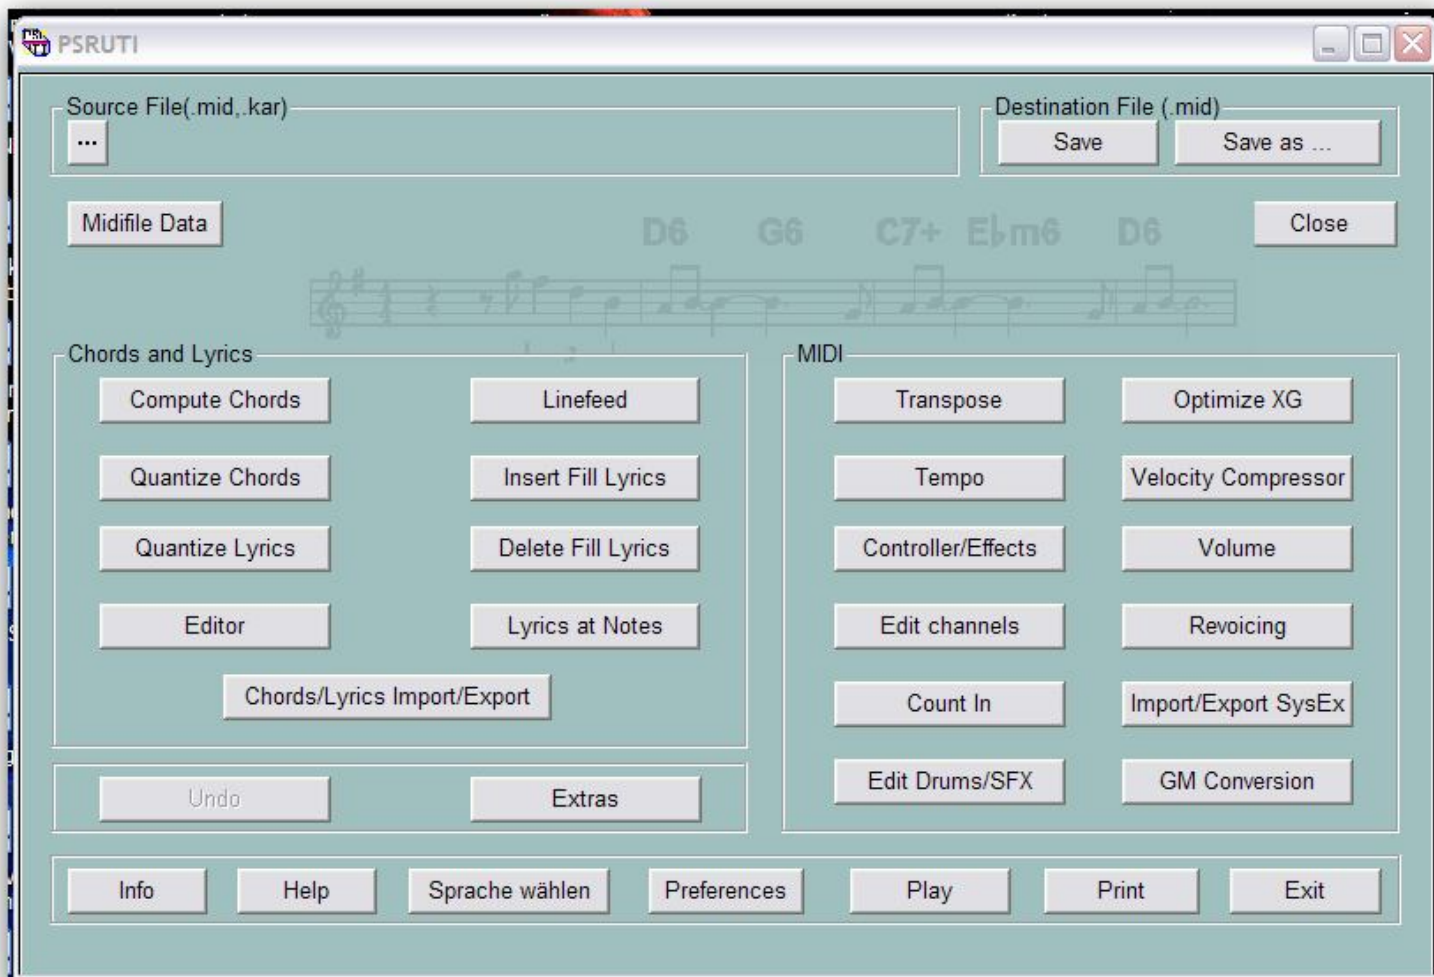 PSRUTI
Source File(.mid,.kar)
Destination File (.mid)
...
Save
Save as ...
Midifile Data
D6 G6 C7+ E♭m6 D6
Close
Chords and Lyrics
MIDI
Compute Chords
Linefeed
Transpose
Optimize XG
Quantize Chords
Insert Fill Lyrics
Tempo
Velocity Compressor
Quantize Lyrics
Delete Fill Lyrics
Controller/Effects
Volume
Editor
Lyrics at Notes
Edit channels
Revoicing
Chords/Lyrics Import/Export
Count In
Import/Export SysEx
Undo
Extras
Edit Drums/SFX
GM Conversion
Info
Help
Sprache wählen
Preferences
Play
Print
Exit